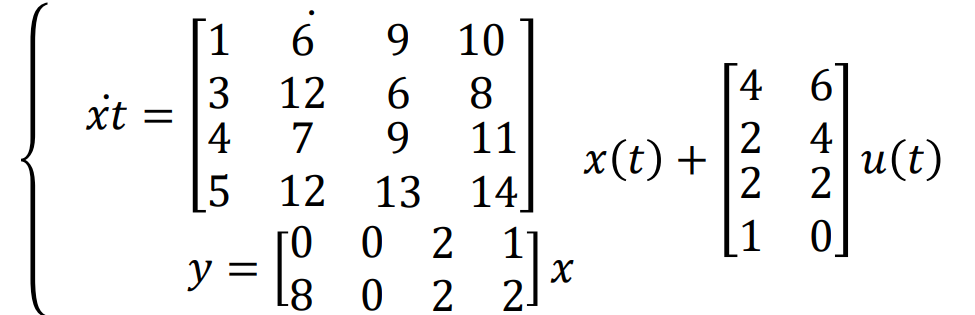 ẋt = [1 6̇ 9 10
3 12 6 8
4 7 9 11
5 12 13 14] x(t) + [4 6
2 4
2 2
1 0] u(t)
y = [0 0 2 1
8 0 2 2] x